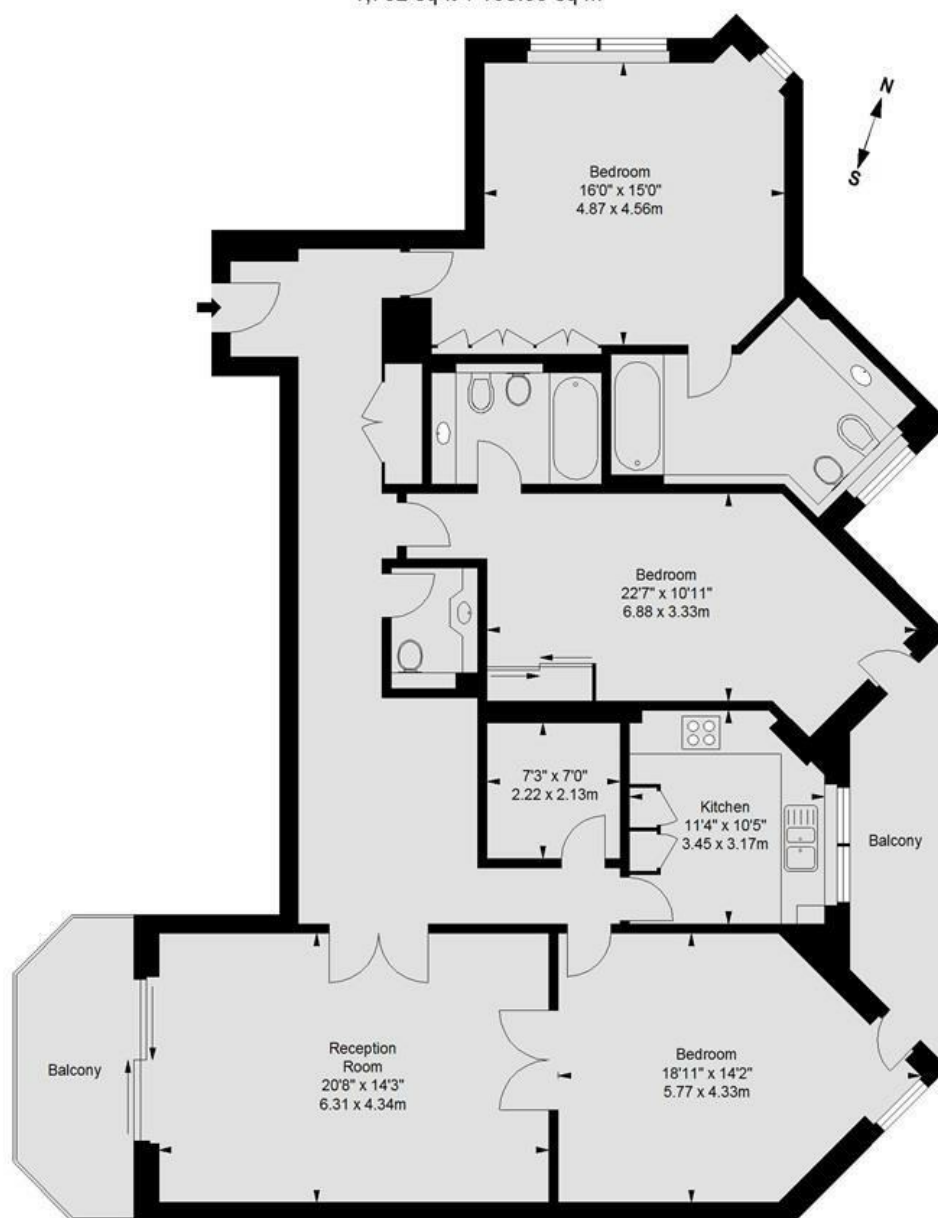 N
S
Bedroom
16'0" x 15'0"
4.87 x 4.56m
Bedroom
22'7" x 10'11"
6.88 x 3.33m
7'3" x 7'0"
2.22 x 2.13m
Kitchen
11'4" x 10'5"
3.45 x 3.17m
Balcony
Balcony
Reception
Room
20'8" x 14'3"
6.31 x 4.34m
Bedroom
18'11" x 14'2"
5.77 x 4.33m